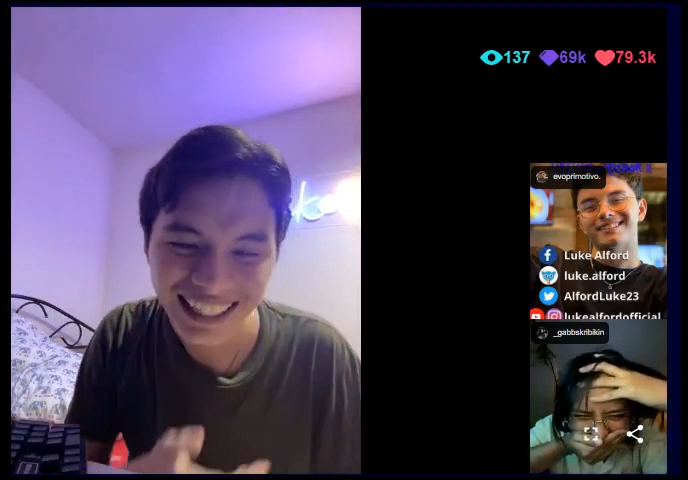 137 69k 79.3k
evoprimotivo.
Luke Alford
luke.alford
AlfordLuke23
lukealfordofficial
_gabbskribikin